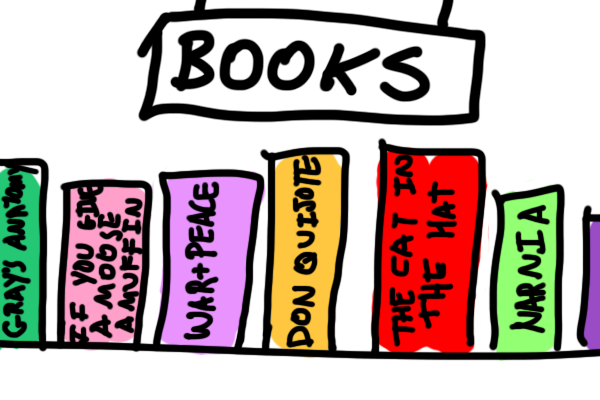 BOOKS
GRAY'S ANATOMY
IF YOU GIVE
A MOOSE
A MUFFIN
WAR+PEACE
DON QUIJOTE
THE CAT IN
THE HAT
NARNIA